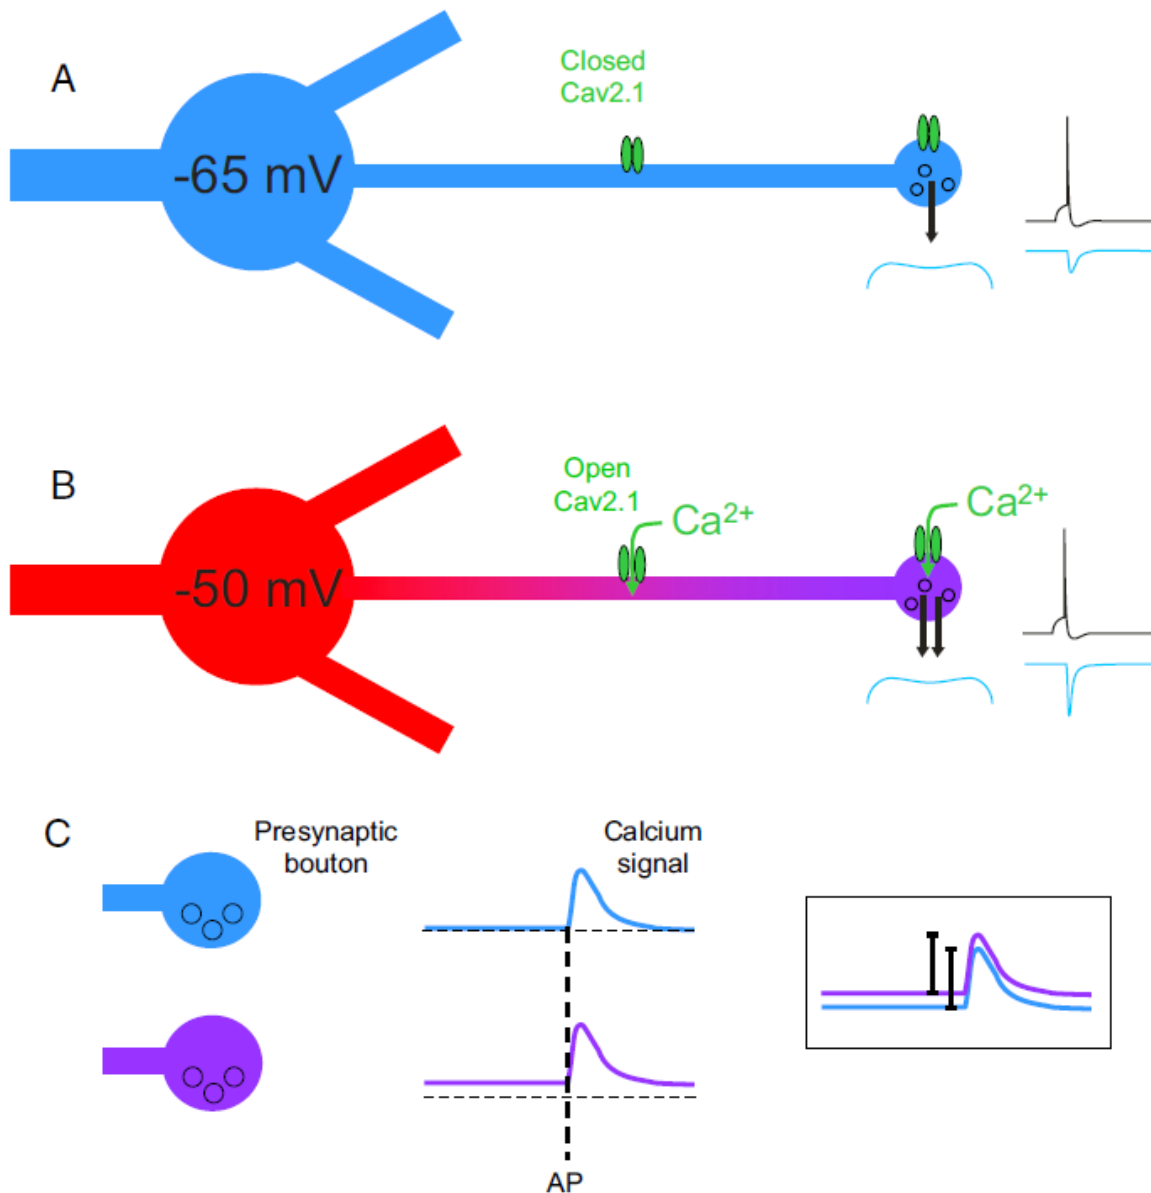 A
Closed
Cav2.1
-65 mV
B
Open
Cav2.1
Ca²⁺
Ca²⁺
-50 mV
C
Presynaptic
bouton
Calcium
signal
AP